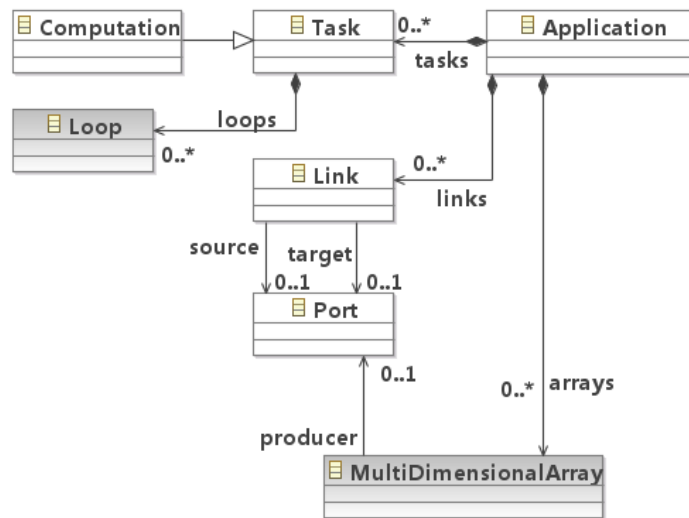 Computation
Task
0..*
Application
tasks
Loop
loops
0..*
0..*
Link
links
source
target
0..1
0..1
Port
0..1
0..*
arrays
producer
MultiDimensionalArray